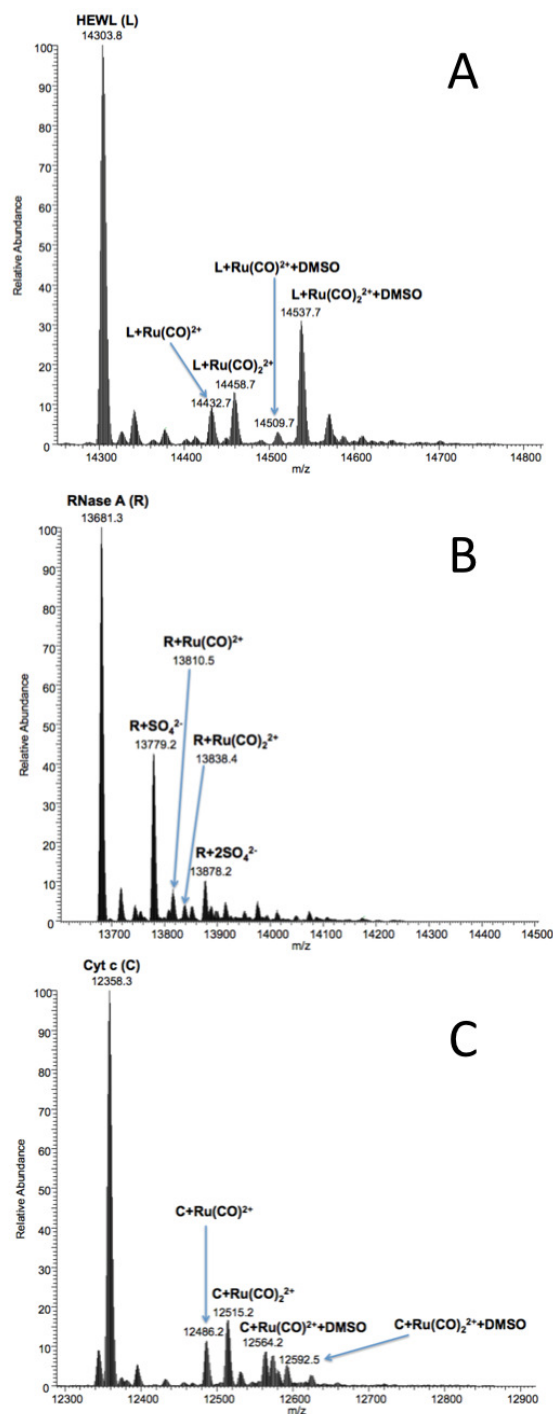 HEWL (L)
14303.8
A
100
90
80
70
60
50
40
30
20
10
0
Relative Abundance
L+Ru(CO)²⁺+DMSO
L+Ru(CO)₂²⁺+DMSO
14537.7
L+Ru(CO)²⁺
L+Ru(CO)₂²⁺
14458.7
14432.7
14509.7
14300 14400 14500 14600 14700 14800
m/z
RNase A (R)
13681.3
B
100
90
80
70
60
50
40
30
20
10
0
Relative Abundance
R+Ru(CO)²⁺
13810.5
R+SO₄²⁻
13779.2
R+Ru(CO)₂²⁺
13838.4
R+2SO₄²⁻
13878.2
13700 13800 13900 14000 14100 14200 14300 14400 14500
m/z
Cyt c (C)
12358.3
C
100
90
80
70
60
50
40
30
20
10
0
Relative Abundance
C+Ru(CO)²⁺
C+Ru(CO)₂²⁺
12515.2
12486.2
C+Ru(CO)²⁺+DMSO
12564.2
C+Ru(CO)₂²⁺+DMSO
12592.5
12300 12400 12500 12600 12700 12800 12900
m/z